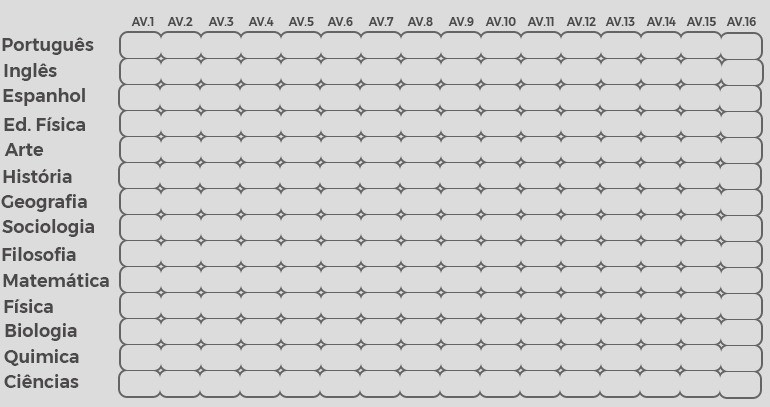 AV.1 AV.2 AV.3 AV.4 AV.5 AV.6 AV.7 AV.8 AV.9 AV.10 AV.11 AV.12 AV.13 AV.14 AV.15 AV.16
Português
Inglês
Espanhol
Ed. Física
Arte
História
Geografia
Sociologia
Filosofia
Matemática
Física
Biologia
Quimica
Ciências